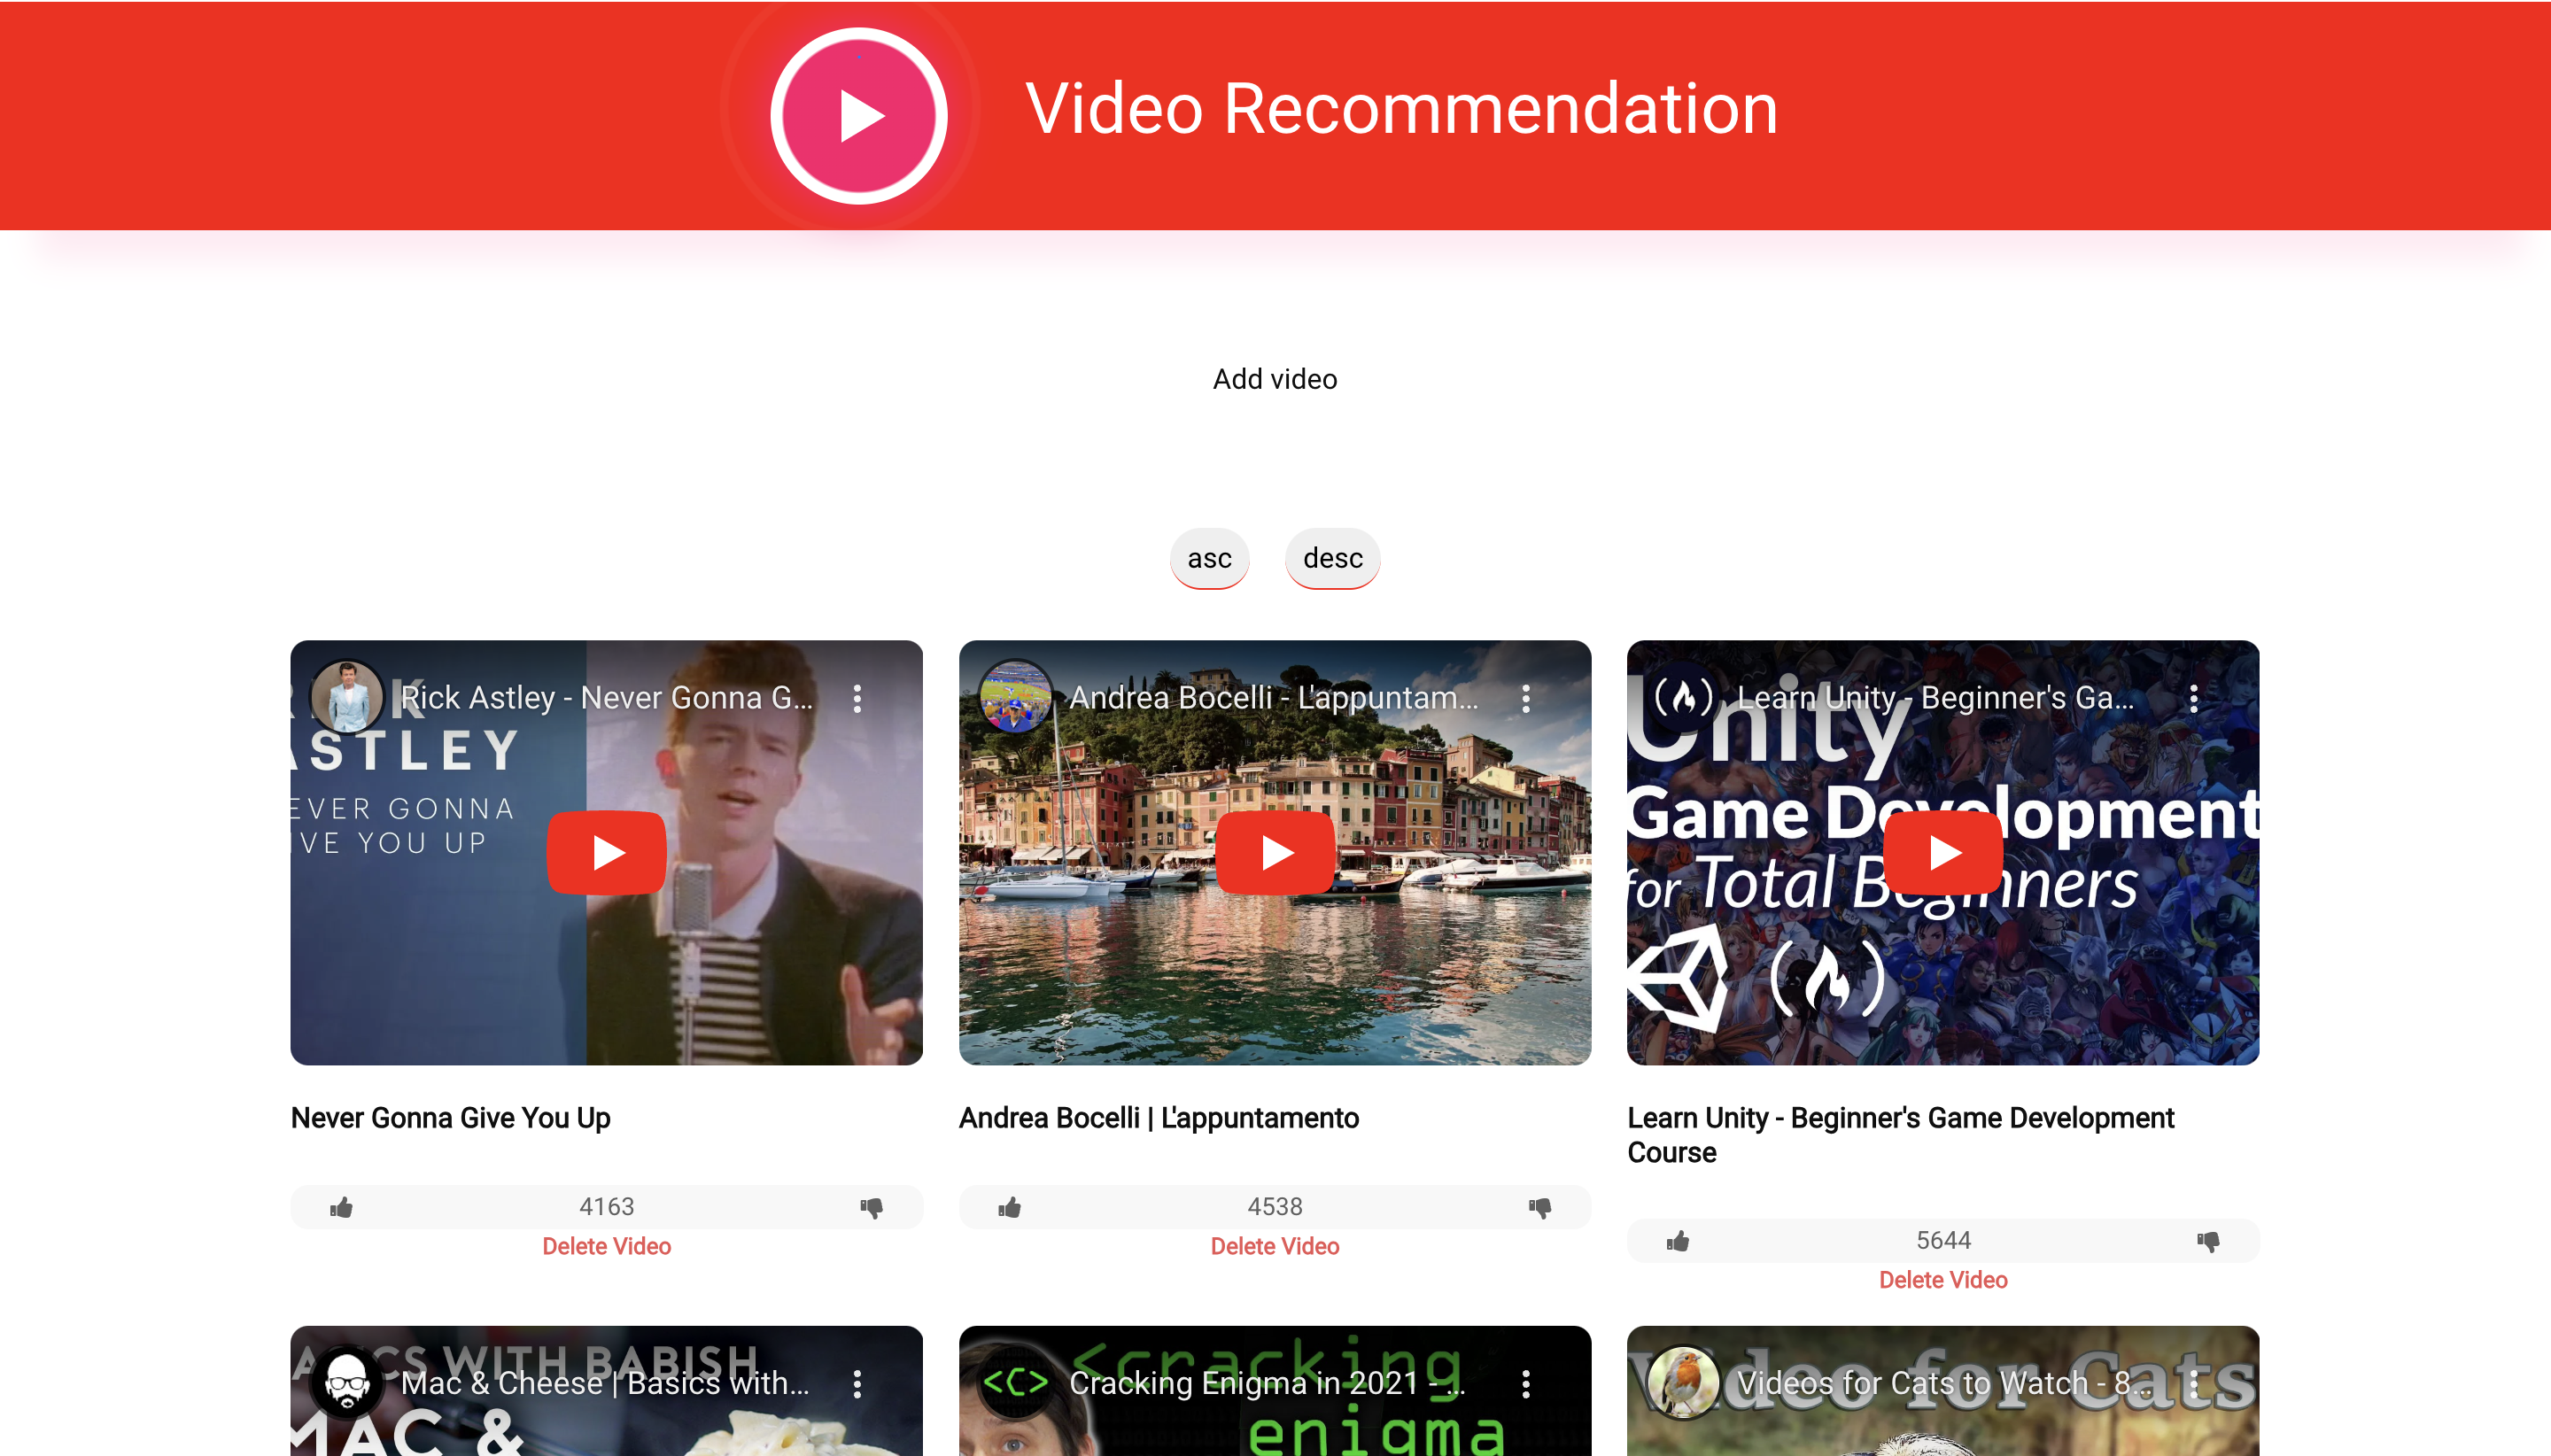 Video Recommendation
Add video
asc
desc
Rick Astley - Never Gonna G...
ASTLEY
EVER GONNA
IVE YOU UP
Andrea Bocelli - L'appuntam...
Learn Unity - Beginner's Ga...
Unity
Game Development
for Total Beginners
Never Gonna Give You Up
Andrea Bocelli | L'appuntamento
Learn Unity - Beginner's Game Development
Course
4163
4538
5644
Delete Video
Delete Video
Delete Video
BASICS WITH BABISH
Mac & Cheese | Basics with...
MAC &
<cracking
<C>
Cracking Enigma in 2021 - ...
enigma
Video for Cats
Videos for Cats to Watch - 8...